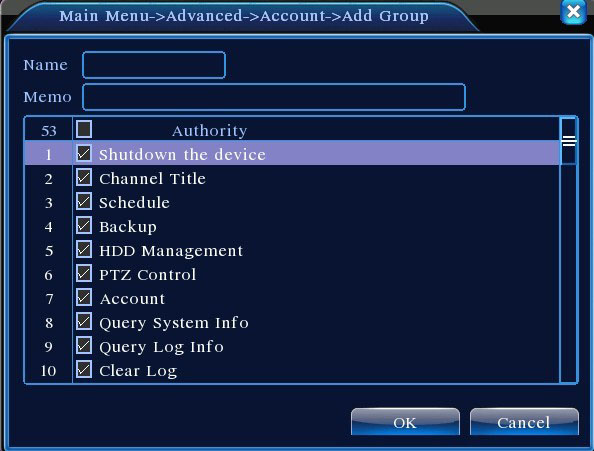 Main Menu->Advanced->Account->Add Group
Name
Memo
53 Authority
1 Shutdown the device
2 Channel Title
3 Schedule
4 Backup
5 HDD Management
6 PTZ Control
7 Account
8 Query System Info
9 Query Log Info
10 Clear Log
OK Cancel